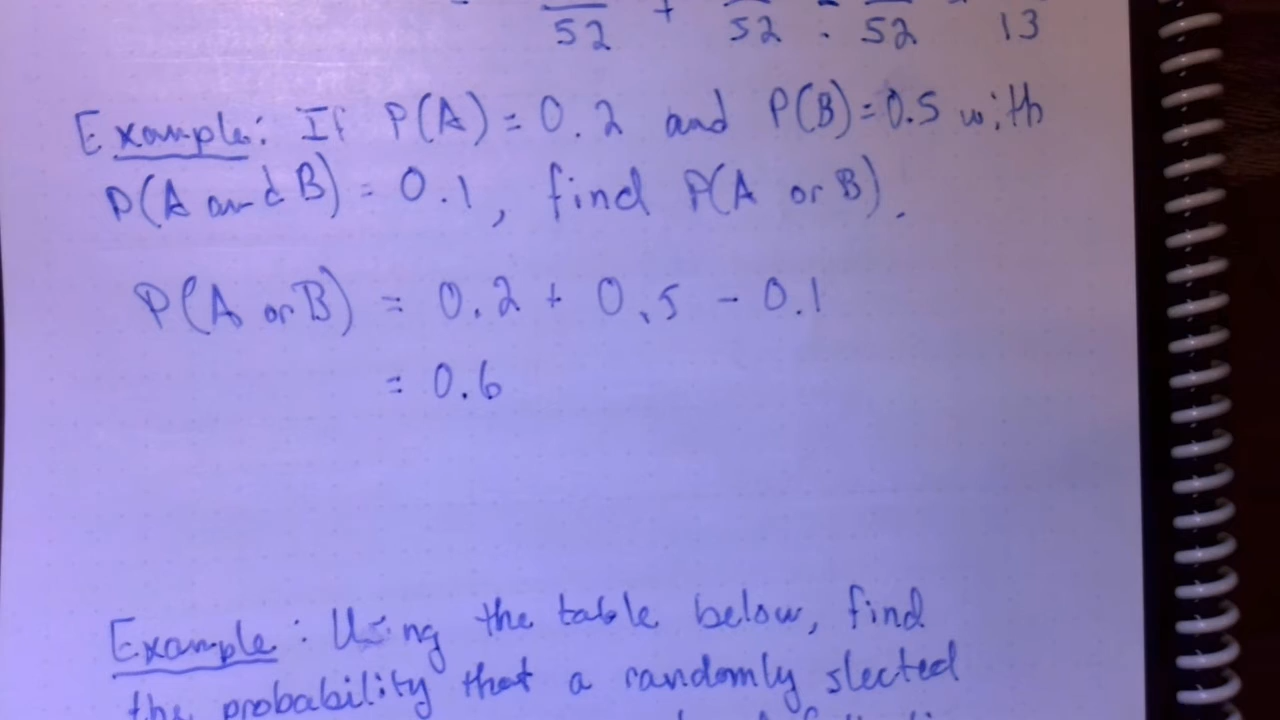 52 + 52 : 52 13
Example: If P(A) = 0.2 and P(B) = 0.5 with
P(A and B) = 0.1, find P(A or B).
P(A or B) = 0.2 + 0.5 - 0.1
= 0.6
Example: Using the table below, find
the probability that a randomly slected